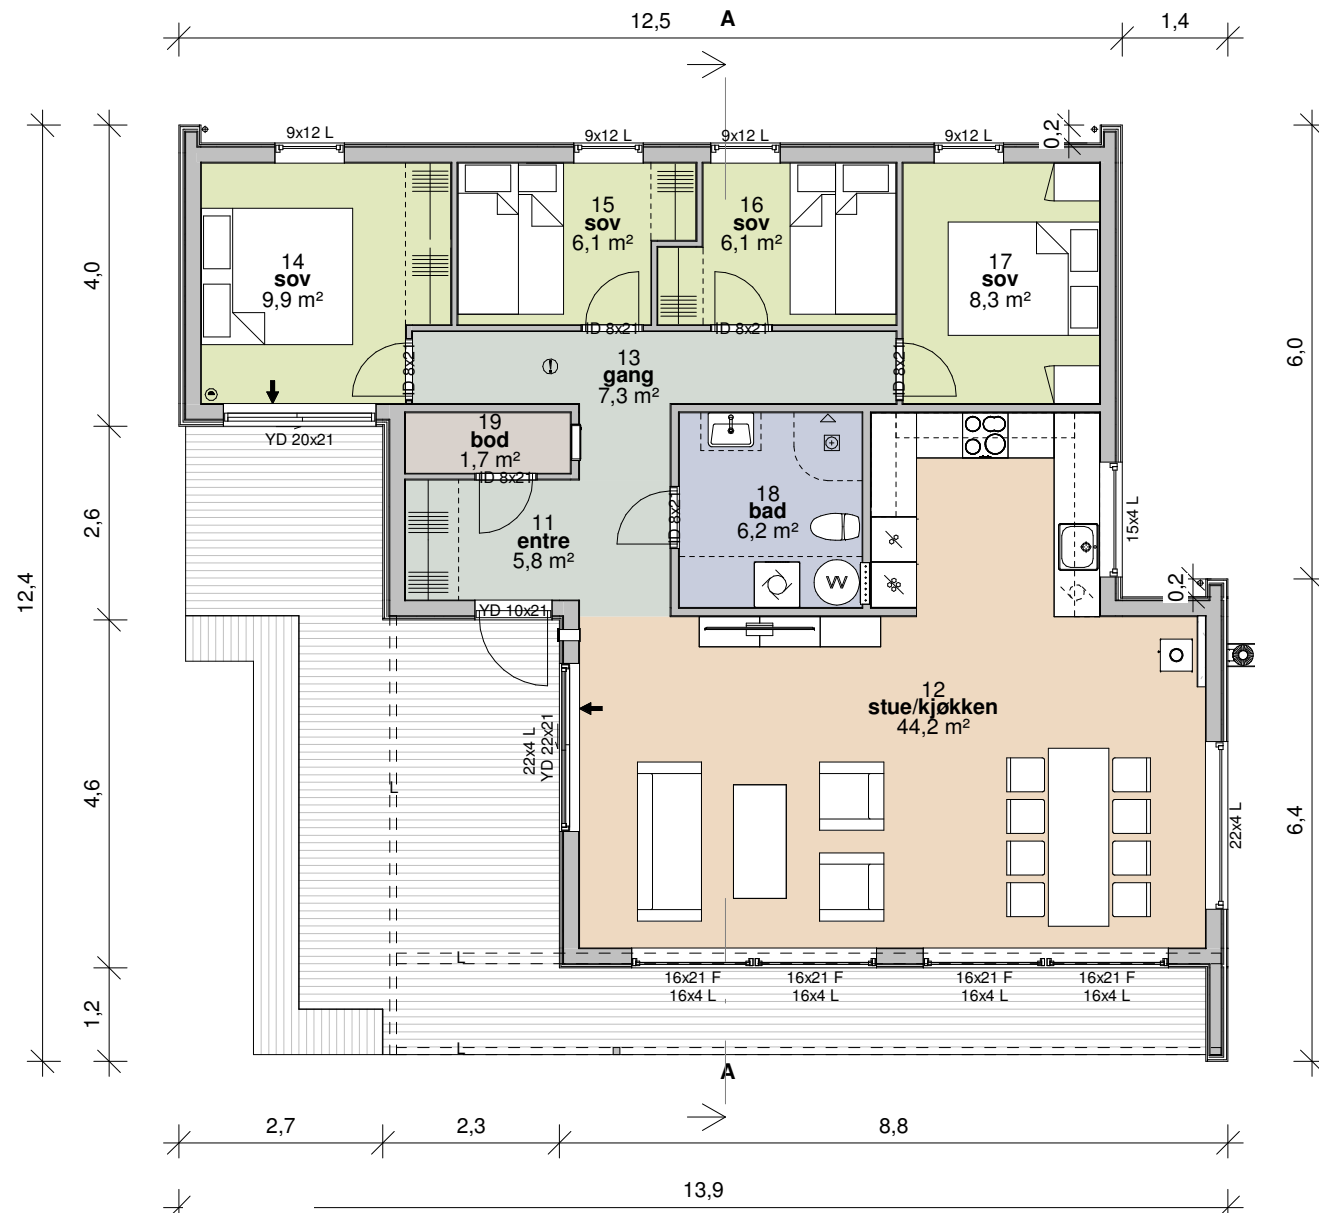 12,5
A
1,4
9x12 L
9x12 L
9x12 L
9x12 L
0,2
4,0
14
sov
9,9 m²
15
sov
6,1 m²
16
sov
6,1 m²
17
sov
8,3 m²
ID 8x21
ID 8x21
ID 8x21
ID 8x21
13
gang
7,3 m²
6,0
YD 20x21
19
bod
1,7 m²
ID 8x21
2,6
11
entre
5,8 m²
ID 8x21
18
bad
6,2 m²
W
15x4 L
12,4
YD 10x21
0,2
12
stue/kjøkken
44,2 m²
22x4 L
YD 22x21
4,6
L
22x4 L
6,4
L
16x21 F
16x4 L
16x21 F
16x4 L
16x21 F
16x4 L
16x21 F
16x4 L
1,2
L
A
2,7
2,3
8,8
13,9